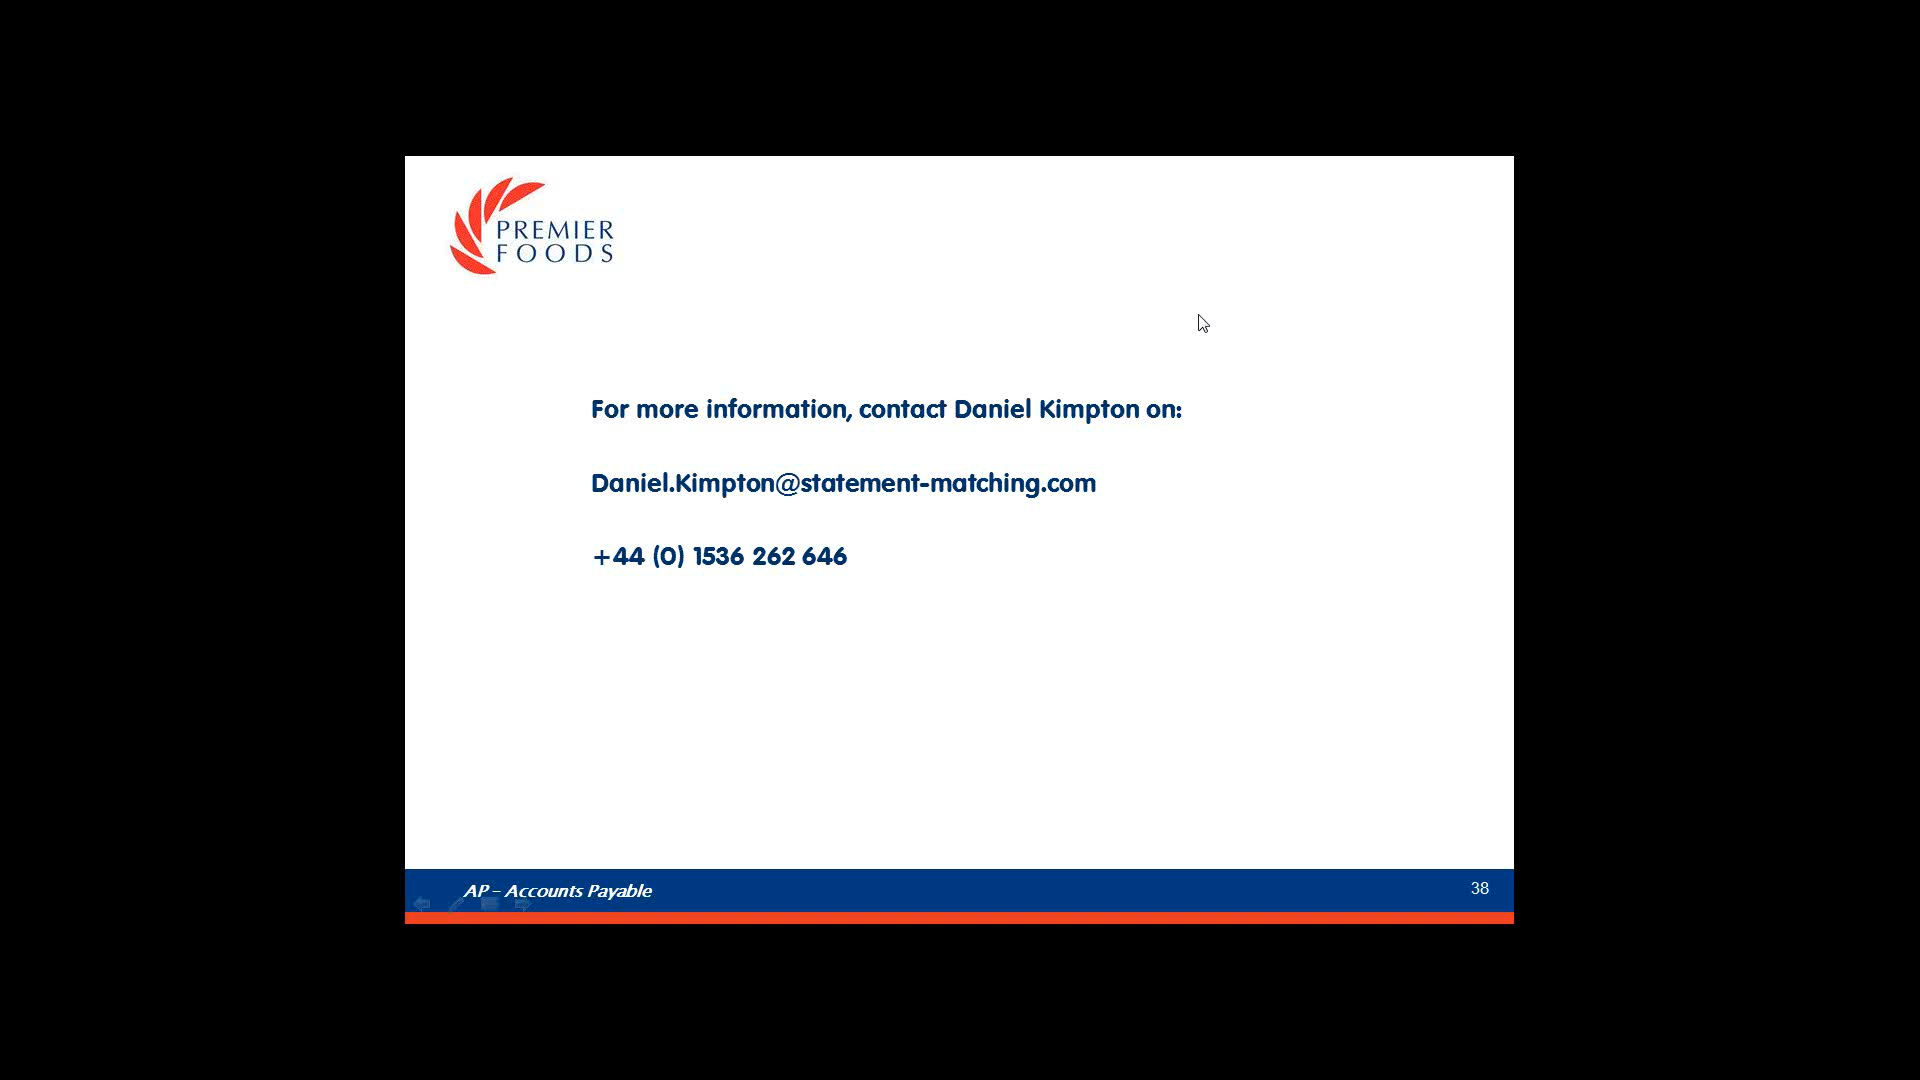 PREMIER
FOODS
For more information, contact Daniel Kimpton on:
Daniel.Kimpton@statement-matching.com
+44 (0) 1536 262 646
AP – Accounts Payable
38